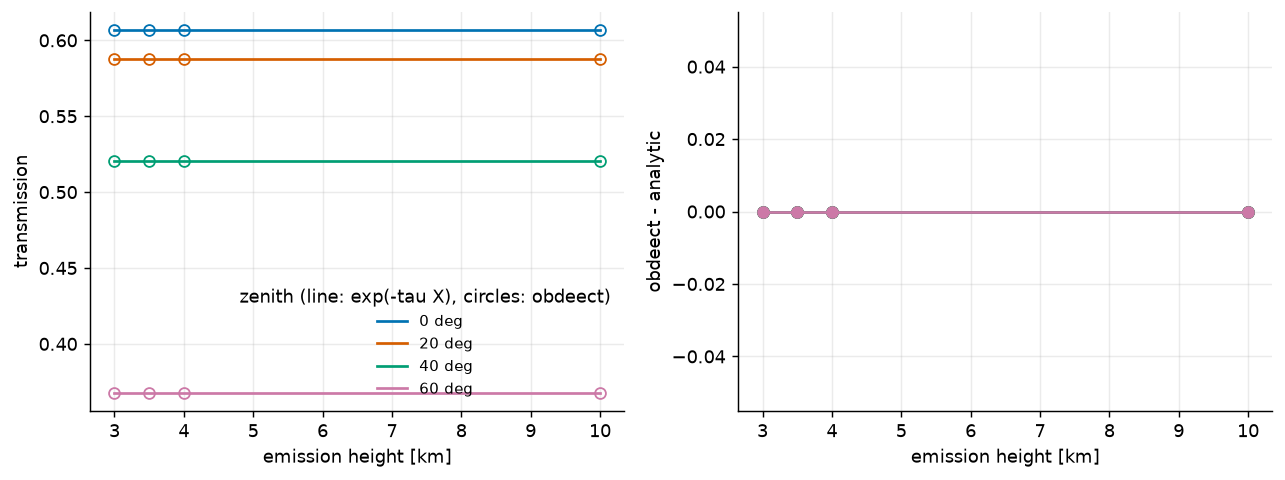 0.60
0.55
0.50
0.45
0.40
transmission
zenith (line: exp(-tau X), circles: obdeect)
0 deg
20 deg
40 deg
60 deg
3 4 5 6 7 8 9 10
emission height [km]
0.04
0.02
0.00
−0.02
−0.04
obdeect - analytic
3 4 5 6 7 8 9 10
emission height [km]